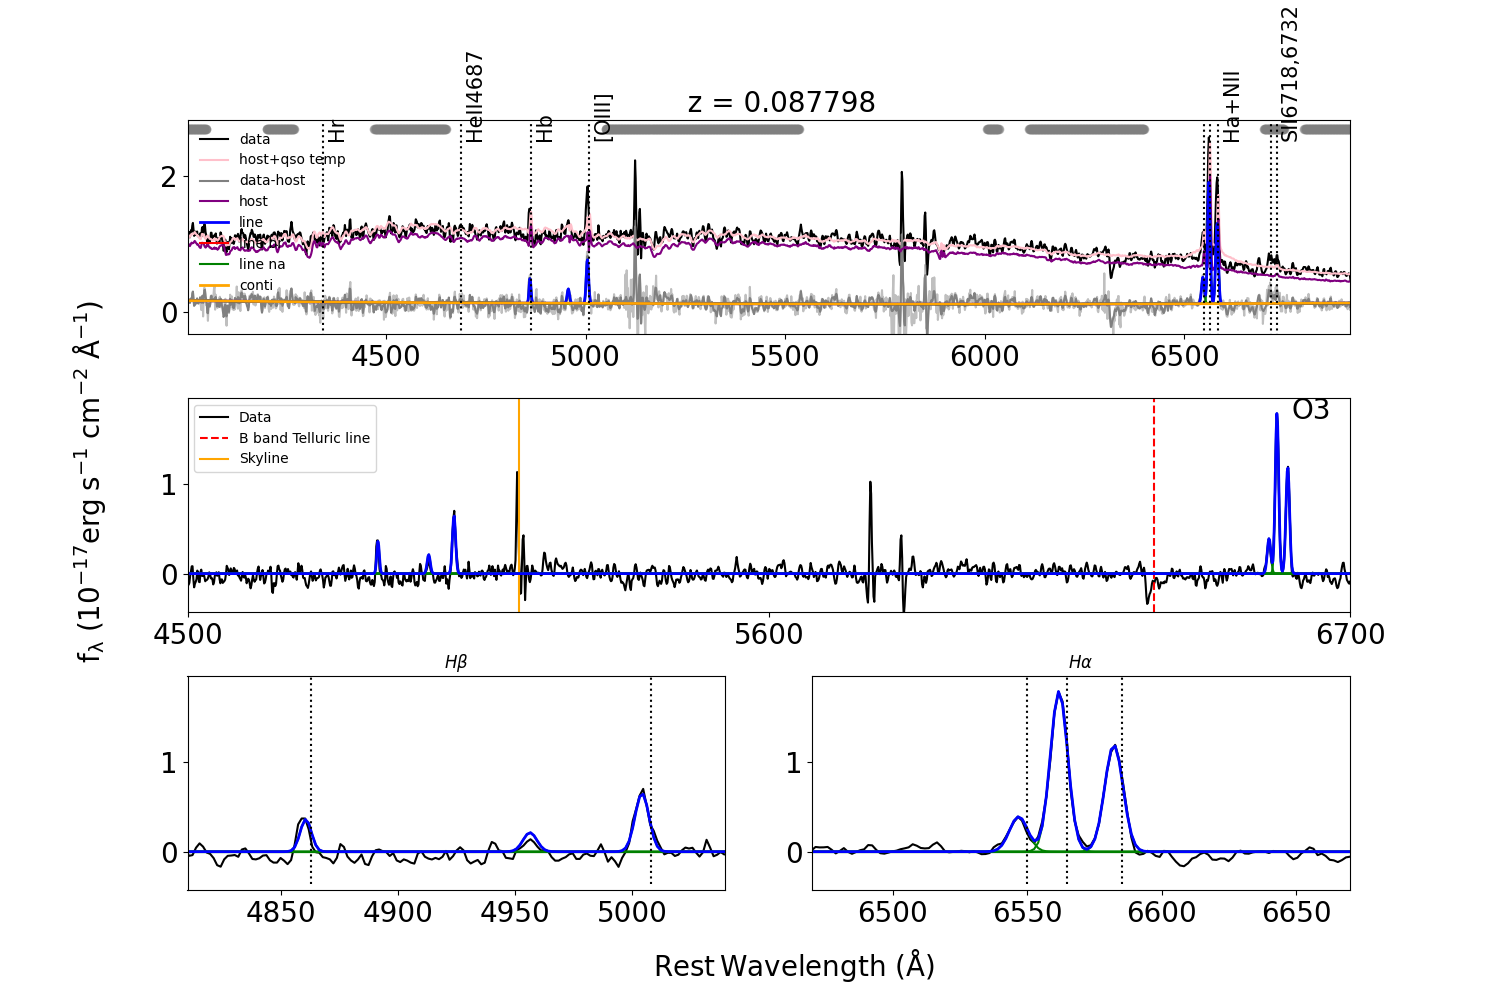 z = 0.087798
Hr
HeII4687
Hb
[OIII]
Ha+NII
SII6718,6732
data
host+qso temp
data-host
host
line
line br
line na
conti
2
0
4500
5000
5500
6000
6500
fλ (10⁻¹⁷erg s⁻¹ cm⁻² Å⁻¹)
Data
B band Telluric line
Skyline
O3
1
0
4500
5600
6700
Hβ
1
0
4850
4900
4950
5000
Hα
1
0
6500
6550
6600
6650
Rest Wavelength (Å)